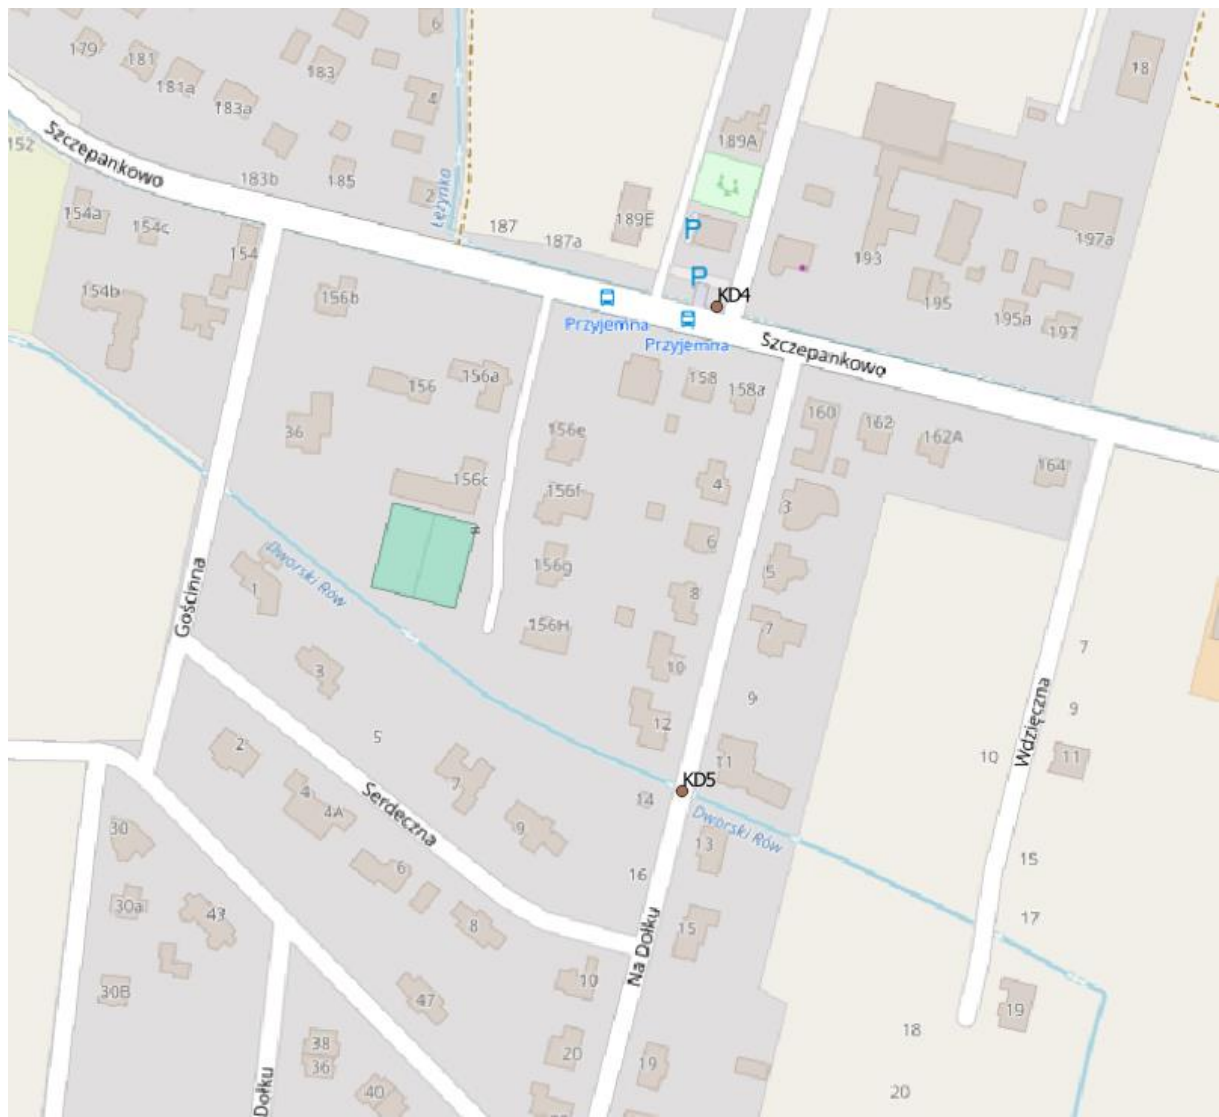 6
179
181
183
18
181a
183a
4
152
Szczepankowo
189A
183b
185
2
Łężynka
154a
154c
187
189E
P
187a
197a
154
193
154b
156b
P
KD4
195
Przyjemna
195a
197
Przyjemna
Szczepankowo
156
156a
158
158a
36
160
162
162A
156e
156c
164
4
156f
3
6
Dworski Rów
156g
5
1
Gościnna
8
156H
7
7
3
10
9
9
12
Wdzięczna
2
5
11
10
11
7
KD5
4
14
4A
Serdeczna
Dworski Rów
30
9
13
15
6
16
30a
43
17
8
15
Na Dołku
10
30B
47
19
18
38
20
36
19
Dołku
40
20